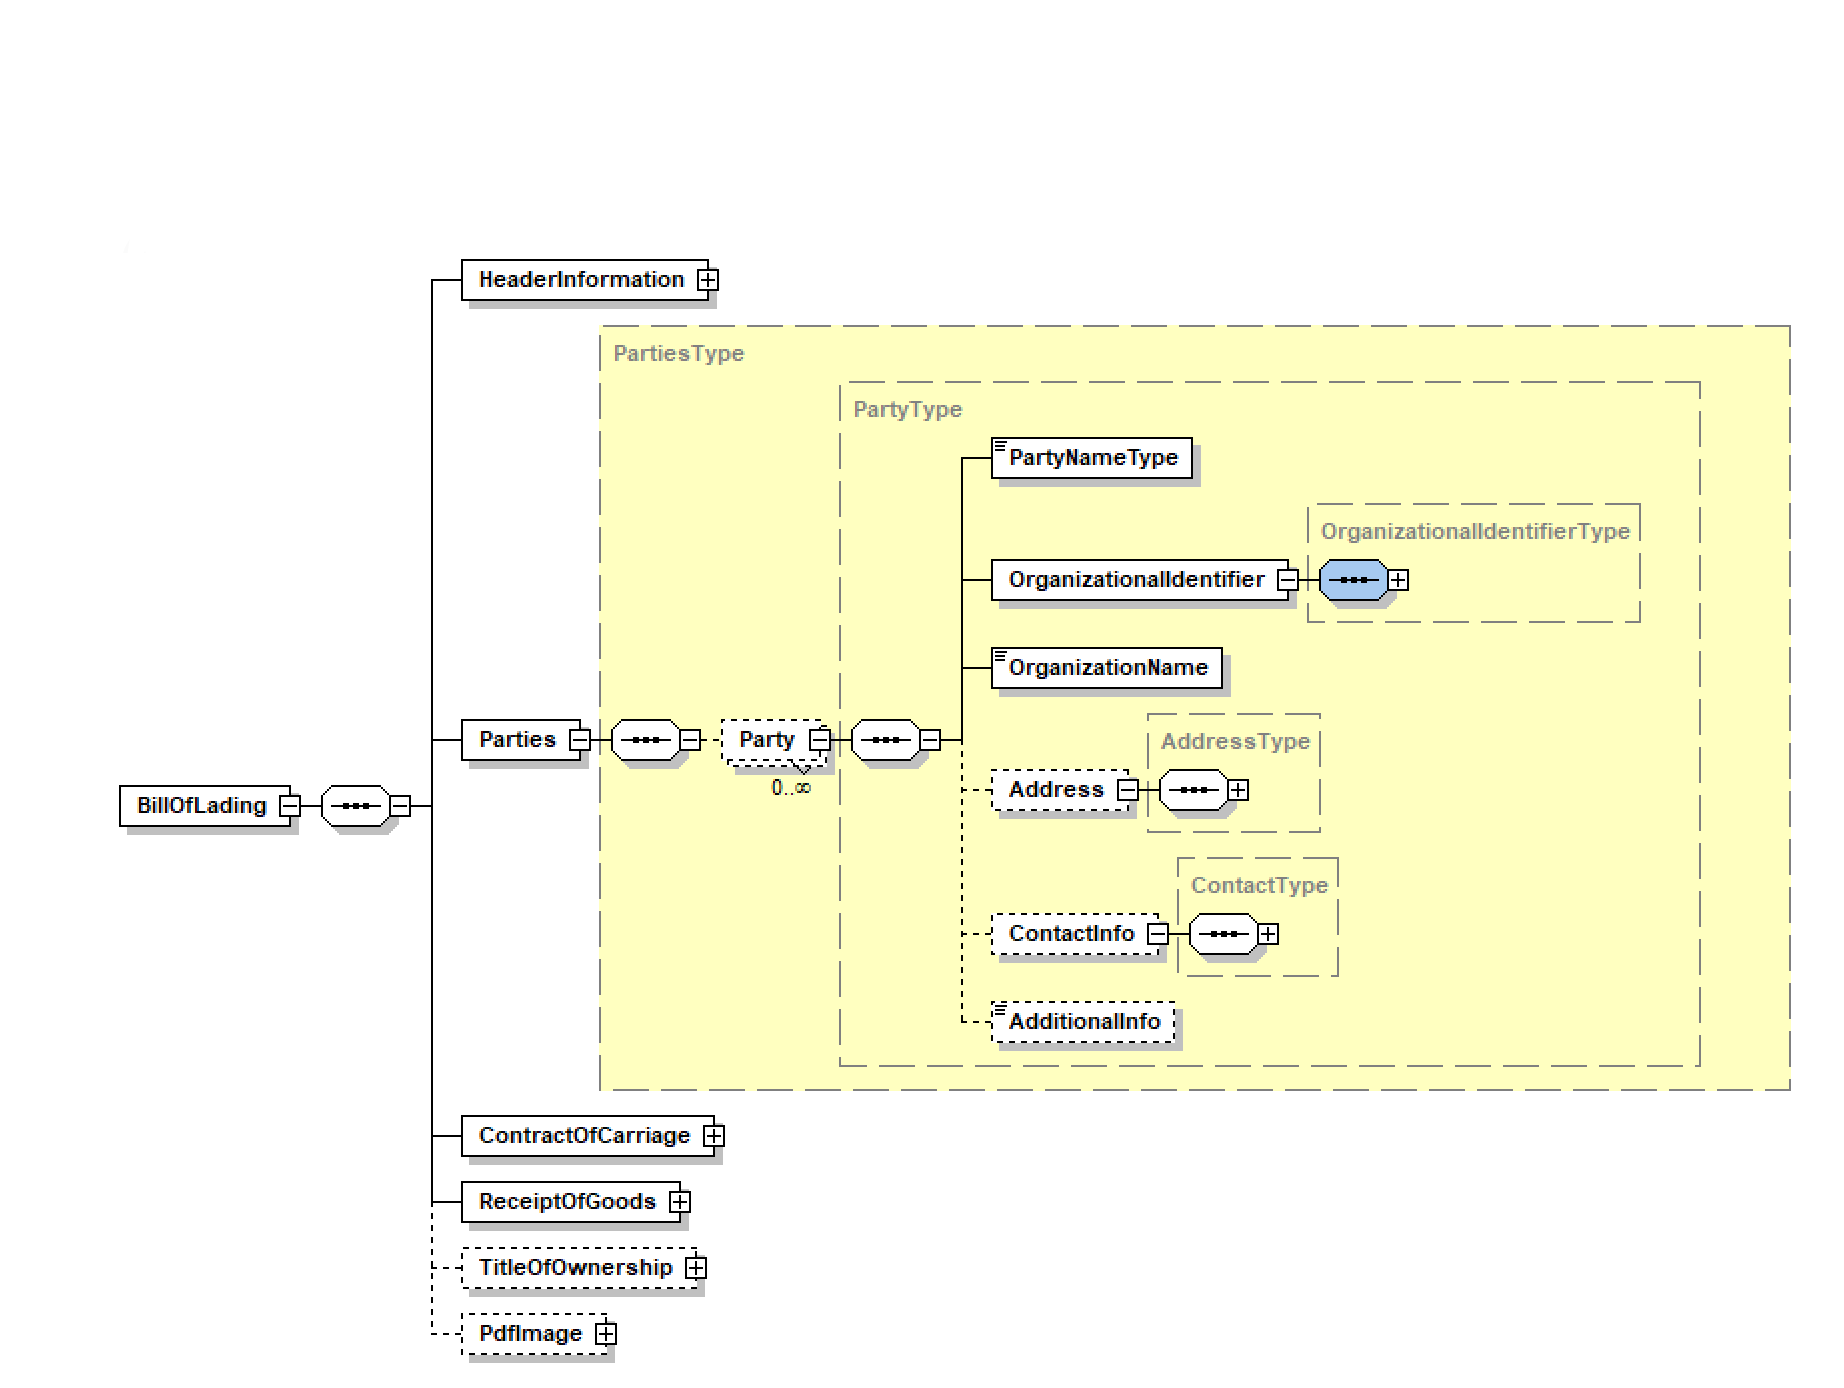 HeaderInformation
PartiesType
PartyType
PartyNameType
OrganizationalIdentifierType
OrganizationalIdentifier
OrganizationName
Parties
Party
0..∞
AddressType
Address
BillOfLading
ContactType
ContactInfo
AdditionalInfo
ContractOfCarriage
ReceiptOfGoods
TitleOfOwnership
PdfImage